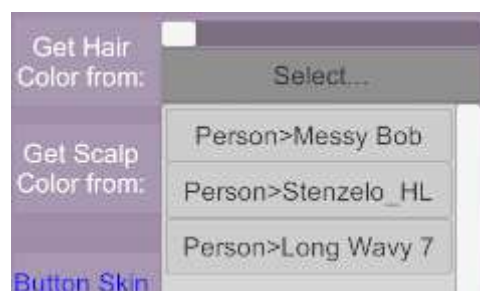 Get Hair
Color from:
Select...
Get Scalp
Color from:
Person>Messy Bob
Person>Stenzelo_HL
Person>Long Wavy 7
Button Skin